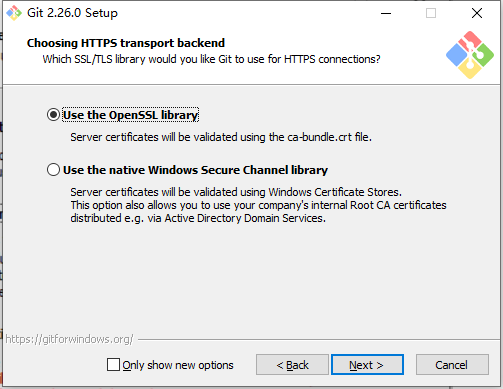 Git 2.26.0 Setup
Choosing HTTPS transport backend
Which SSL/TLS library would you like Git to use for HTTPS connections?
Use the OpenSSL library
Server certificates will be validated using the ca-bundle.crt file.
Use the native Windows Secure Channel library
Server certificates will be validated using Windows Certificate Stores.
This option also allows you to use your company's internal Root CA certificates
distributed e.g. via Active Directory Domain Services.
https://gitforwindows.org/
Only show new options
< Back
Next >
Cancel